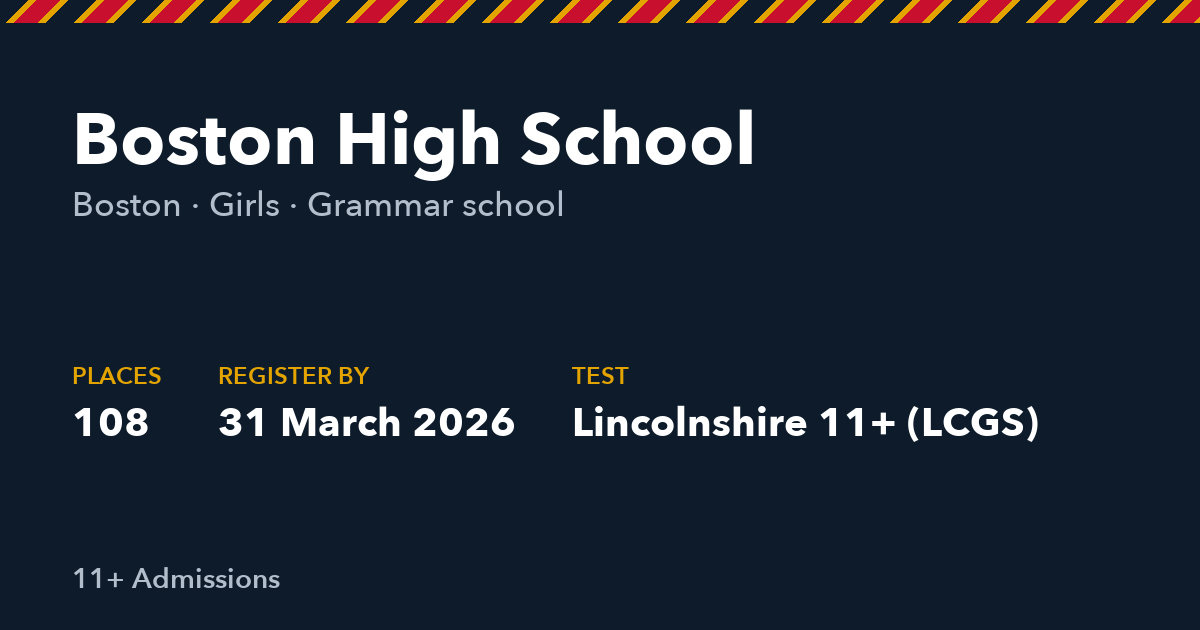 Boston High School
Boston · Girls · Grammar school
PLACES
108
REGISTER BY
31 March 2026
TEST
Lincolnshire 11+ (LCGS)
11+ Admissions